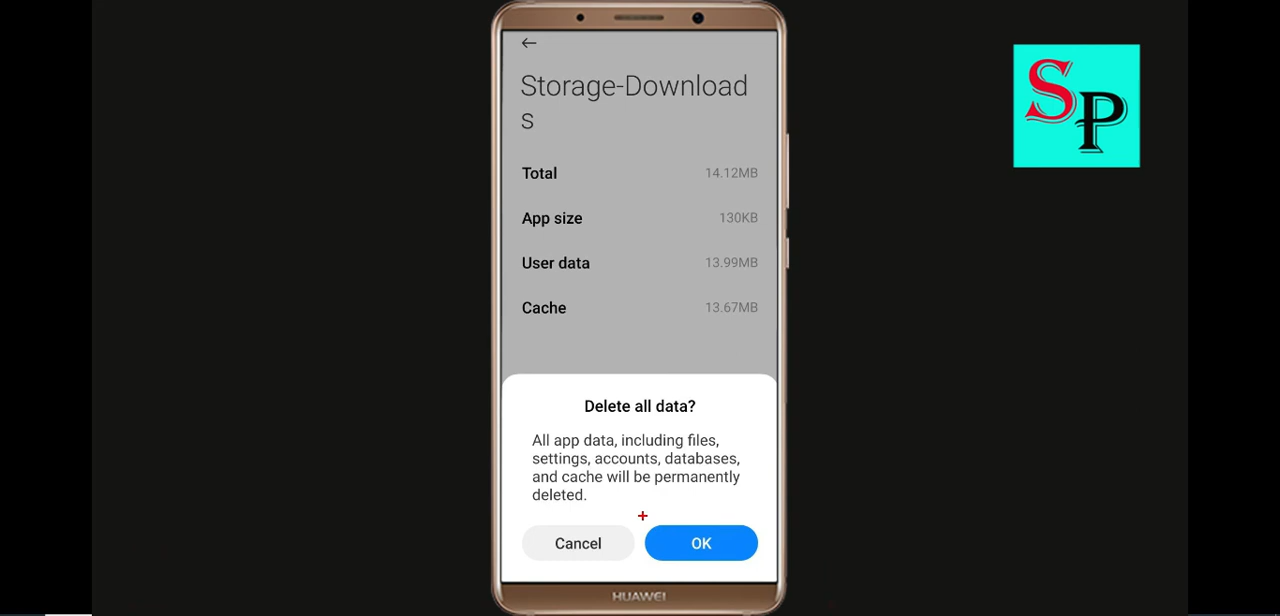 SP
Storage-Download
s
Total 14.12MB
App size 130KB
User data 13.99MB
Cache 13.67MB
Delete all data?
All app data, including files,
settings, accounts, databases,
and cache will be permanently
deleted.
Cancel OK
HUAWEI